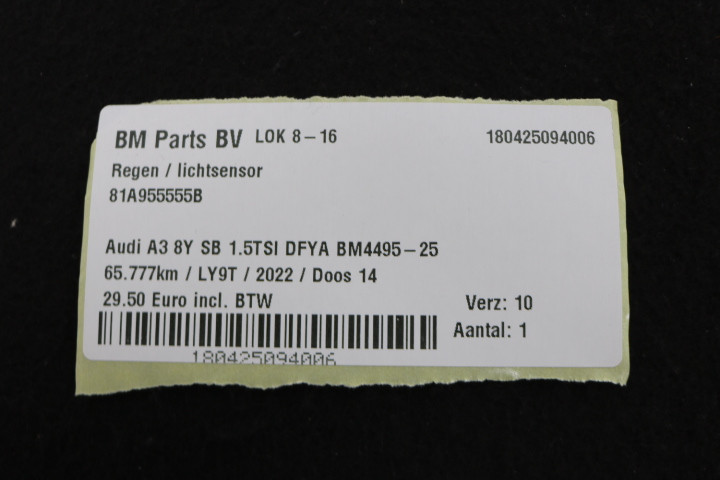 BM Parts BV LOK 8-16 180425094006
Regen / lichtsensor
81A955555B
Audi A3 8Y SB 1.5TSI DFYA BM4495-25
65.777km / LY9T / 2022 / Doos 14
29.50 Euro incl. BTW Verz: 10
Aantal: 1
180425094006